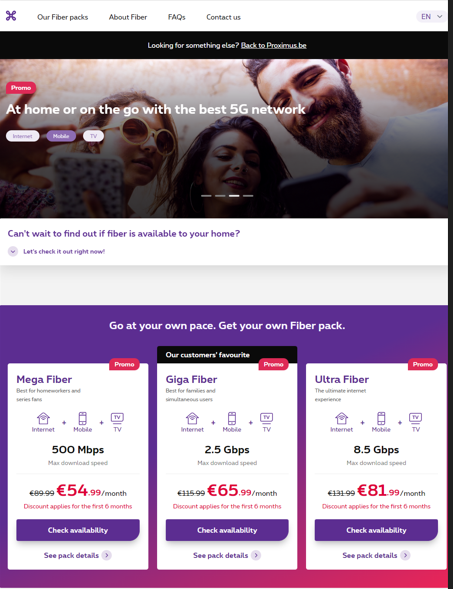 Our Fiber packs
About Fiber
FAQs
Contact us
EN
Looking for something else? Back to Proximus.be
Promo
At home or on the go with the best 5G network
Internet
Mobile
TV
Can't wait to find out if fiber is available to your home?
Let's check it out right now!
Go at your own pace. Get your own Fiber pack.
Promo
Mega Fiber
Best for homeworkers and
series fans
Internet + Mobile + TV
TV
500 Mbps
Max download speed
€89.99 €54.99/month
Discount applies for the first 6 months
Check availability
See pack details
Our customers' favourite
Promo
Giga Fiber
Best for families and
simultaneous users
Internet + Mobile + TV
TV
2.5 Gbps
Max download speed
€115.99 €65.99/month
Discount applies for the first 6 months
Check availability
See pack details
Promo
Ultra Fiber
The ultimate internet
experience
Internet + Mobile + TV
TV
8.5 Gbps
Max download speed
€131.99 €81.99/month
Discount applies for the first 6 months
Check availability
See pack details